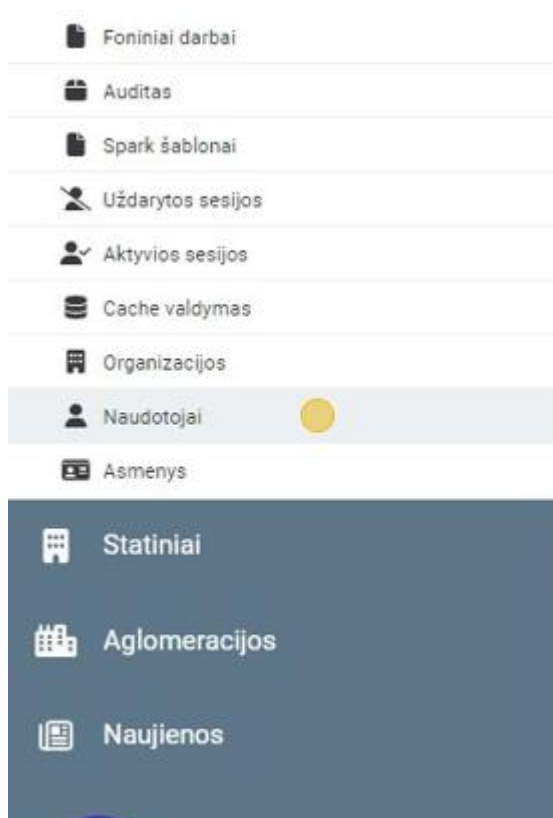 Foniniai darbai
Auditas
Spark šablonai
Uždarytos sesijos
Aktyvios sesijos
Cache valdymas
Organizacijos
Naudotojai
Asmenys
Statiniai
Aglomeracijos
Naujienos